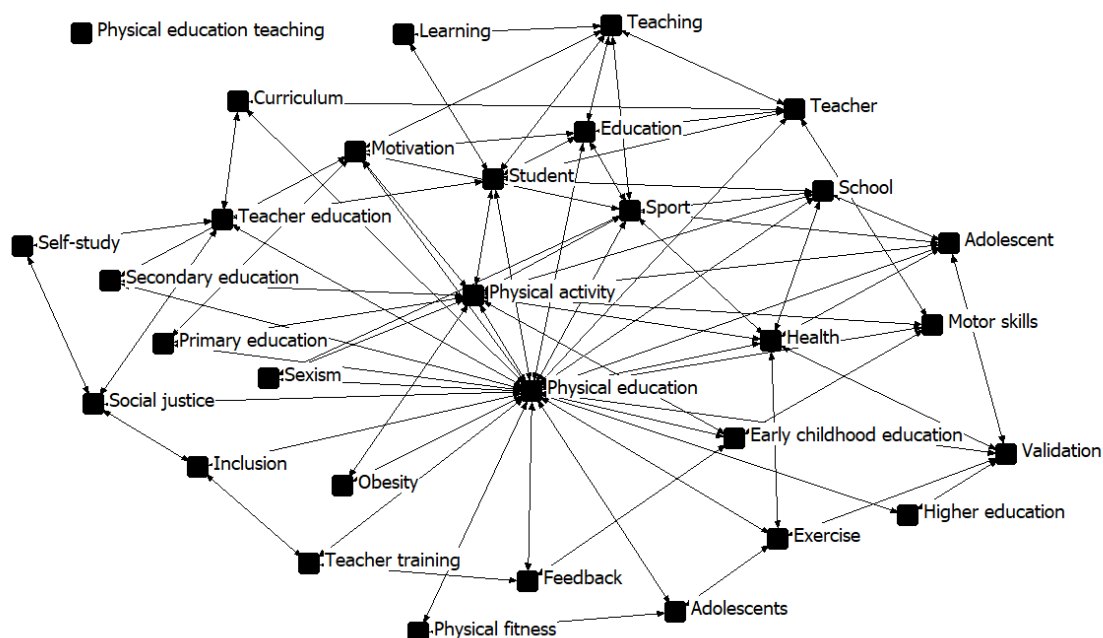 Physical education teaching
Learning
Teaching
Curriculum
Teacher
Education
Motivation
Student
School
Teacher education
Sport
Self-study
Adolescent
Secondary education
Physical activity
Primary education
Health
Motor skills
Sexism
Physical education
Social justice
Early childhood education
Validation
Inclusion
Obesity
Higher education
Exercise
Teacher training
Feedback
Adolescents
Physical fitness